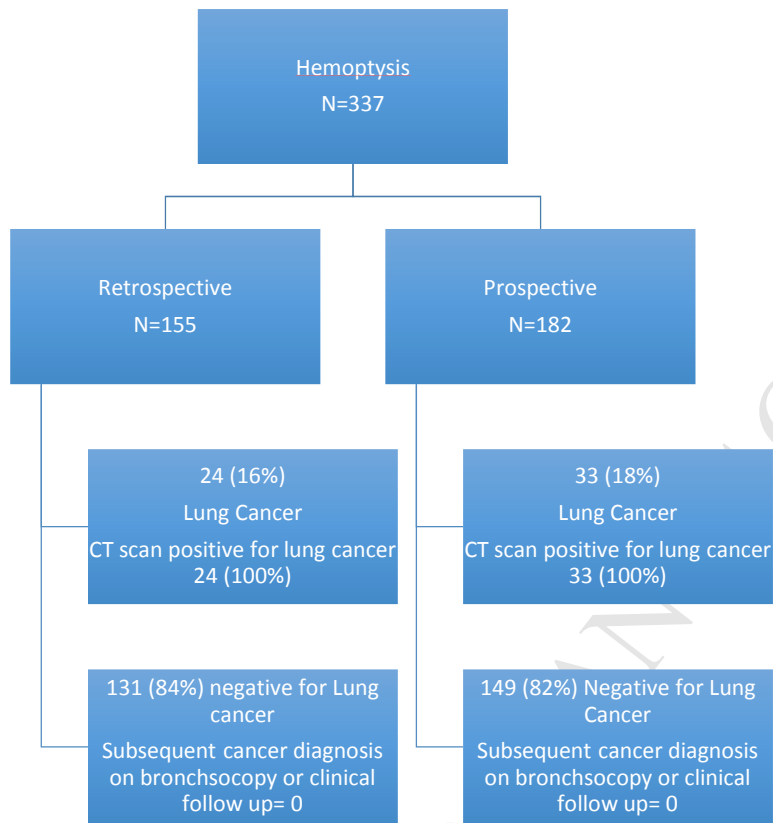 Hemoptysis
N=337
Retrospective
N=155
Prospective
N=182
24 (16%)
Lung Cancer
CT scan positive for lung cancer
24 (100%)
33 (18%)
Lung Cancer
CT scan positive for lung cancer
33 (100%)
131 (84%) negative for Lung
cancer
Subsequent cancer diagnosis
on bronchsocopy or clinical
follow up= 0
149 (82%) Negative for Lung
Cancer
Subsequent cancer diagnosis
on bronchsocopy or clinical
follow up= 0